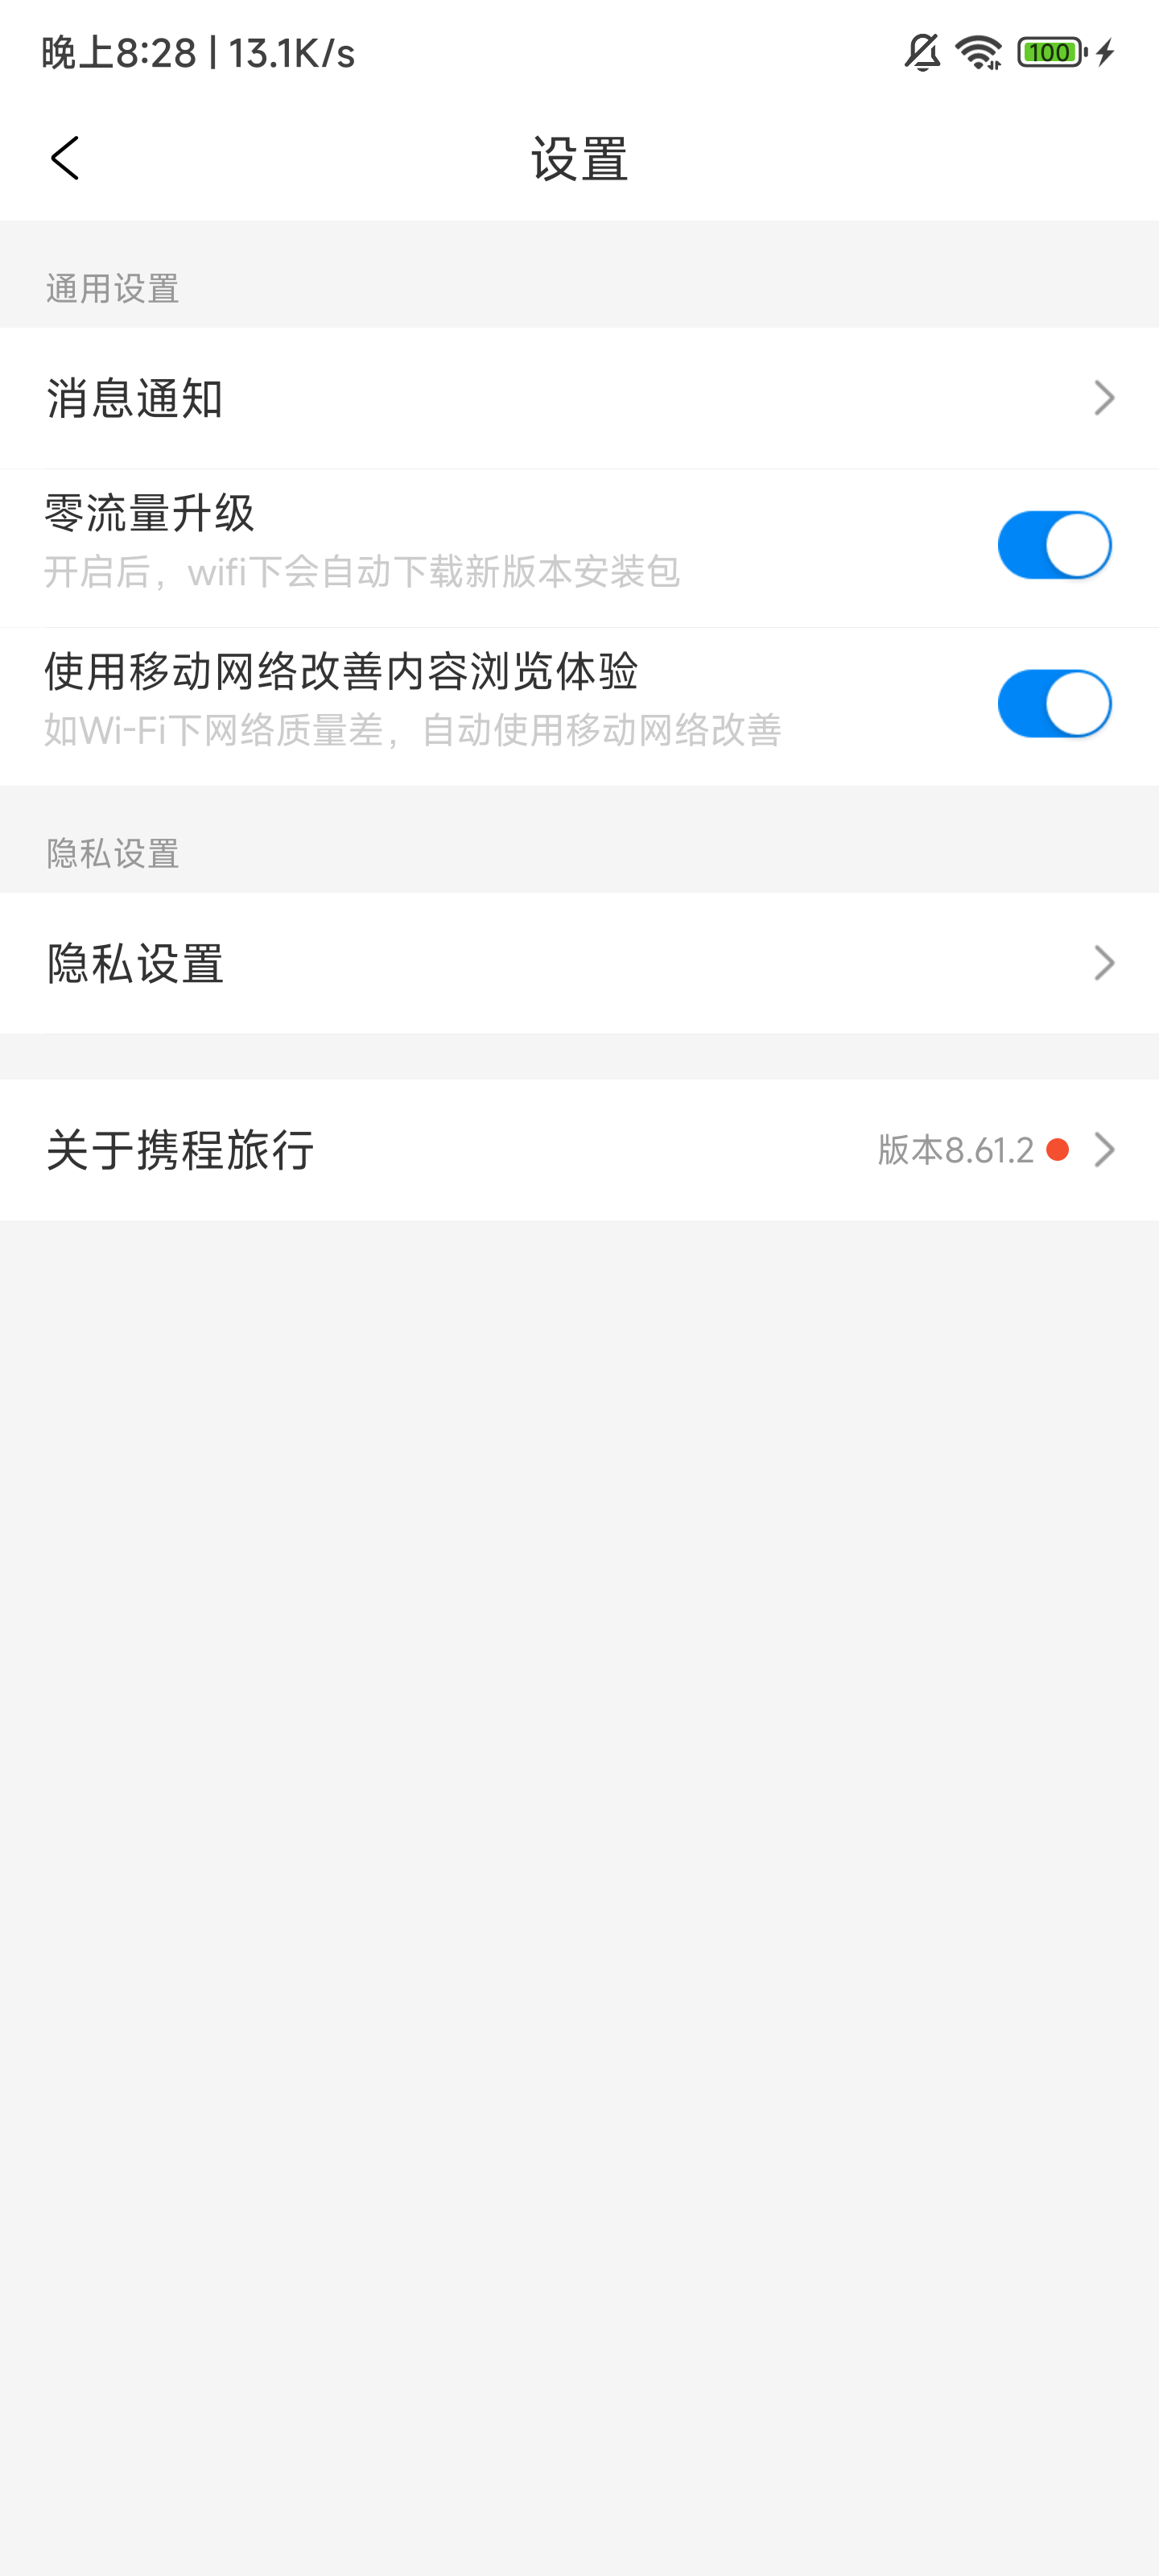 晚上8:28 | 13.1K/s 100
设置
通用设置
消息通知
零流量升级
开启后，wifi下会自动下载新版本安装包
使用移动网络改善内容浏览体验
如Wi-Fi下网络质量差，自动使用移动网络改善
隐私设置
隐私设置
关于携程旅行 版本8.61.2